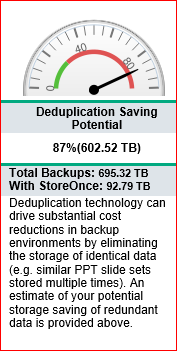 0
40
80
Deduplication Saving
Potential
87%(602.52 TB)
Total Backups: 695.32 TB
With StoreOnce: 92.79 TB
Deduplication technology can
drive substantial cost
reductions in backup
environments by eliminating
the storage of identical data
(e.g. similar PPT slide sets
stored multiple times). An
estimate of your potential
storage saving of redundant
data is provided above.